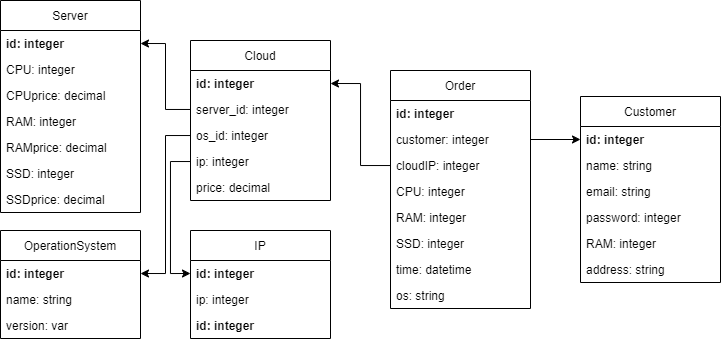 Server
id: integer
CPU: integer
CPUprice: decimal
RAM: integer
RAMprice: decimal
SSD: integer
SSDprice: decimal
Cloud
id: integer
server_id: integer
os_id: integer
ip: integer
price: decimal
Order
id: integer
customer: integer
cloudIP: integer
CPU: integer
RAM: integer
SSD: integer
time: datetime
os: string
Customer
id: integer
name: string
email: string
password: integer
RAM: integer
address: string
OperationSystem
id: integer
name: string
version: var
IP
id: integer
ip: integer
id: integer